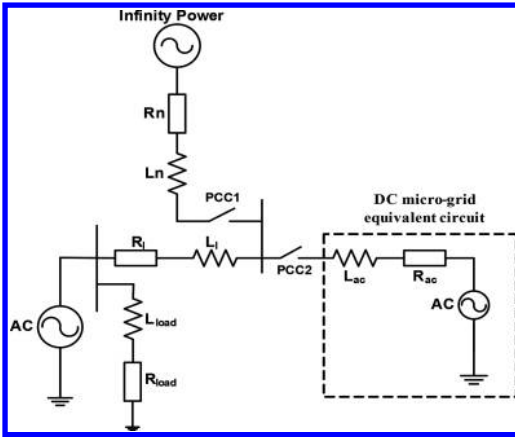 Infinity Power
Rn
Ln
PCC1
DC micro-grid
equivalent circuit
Rl
Ll
PCC2
Lac
Rac
AC
AC
Lload
Rload